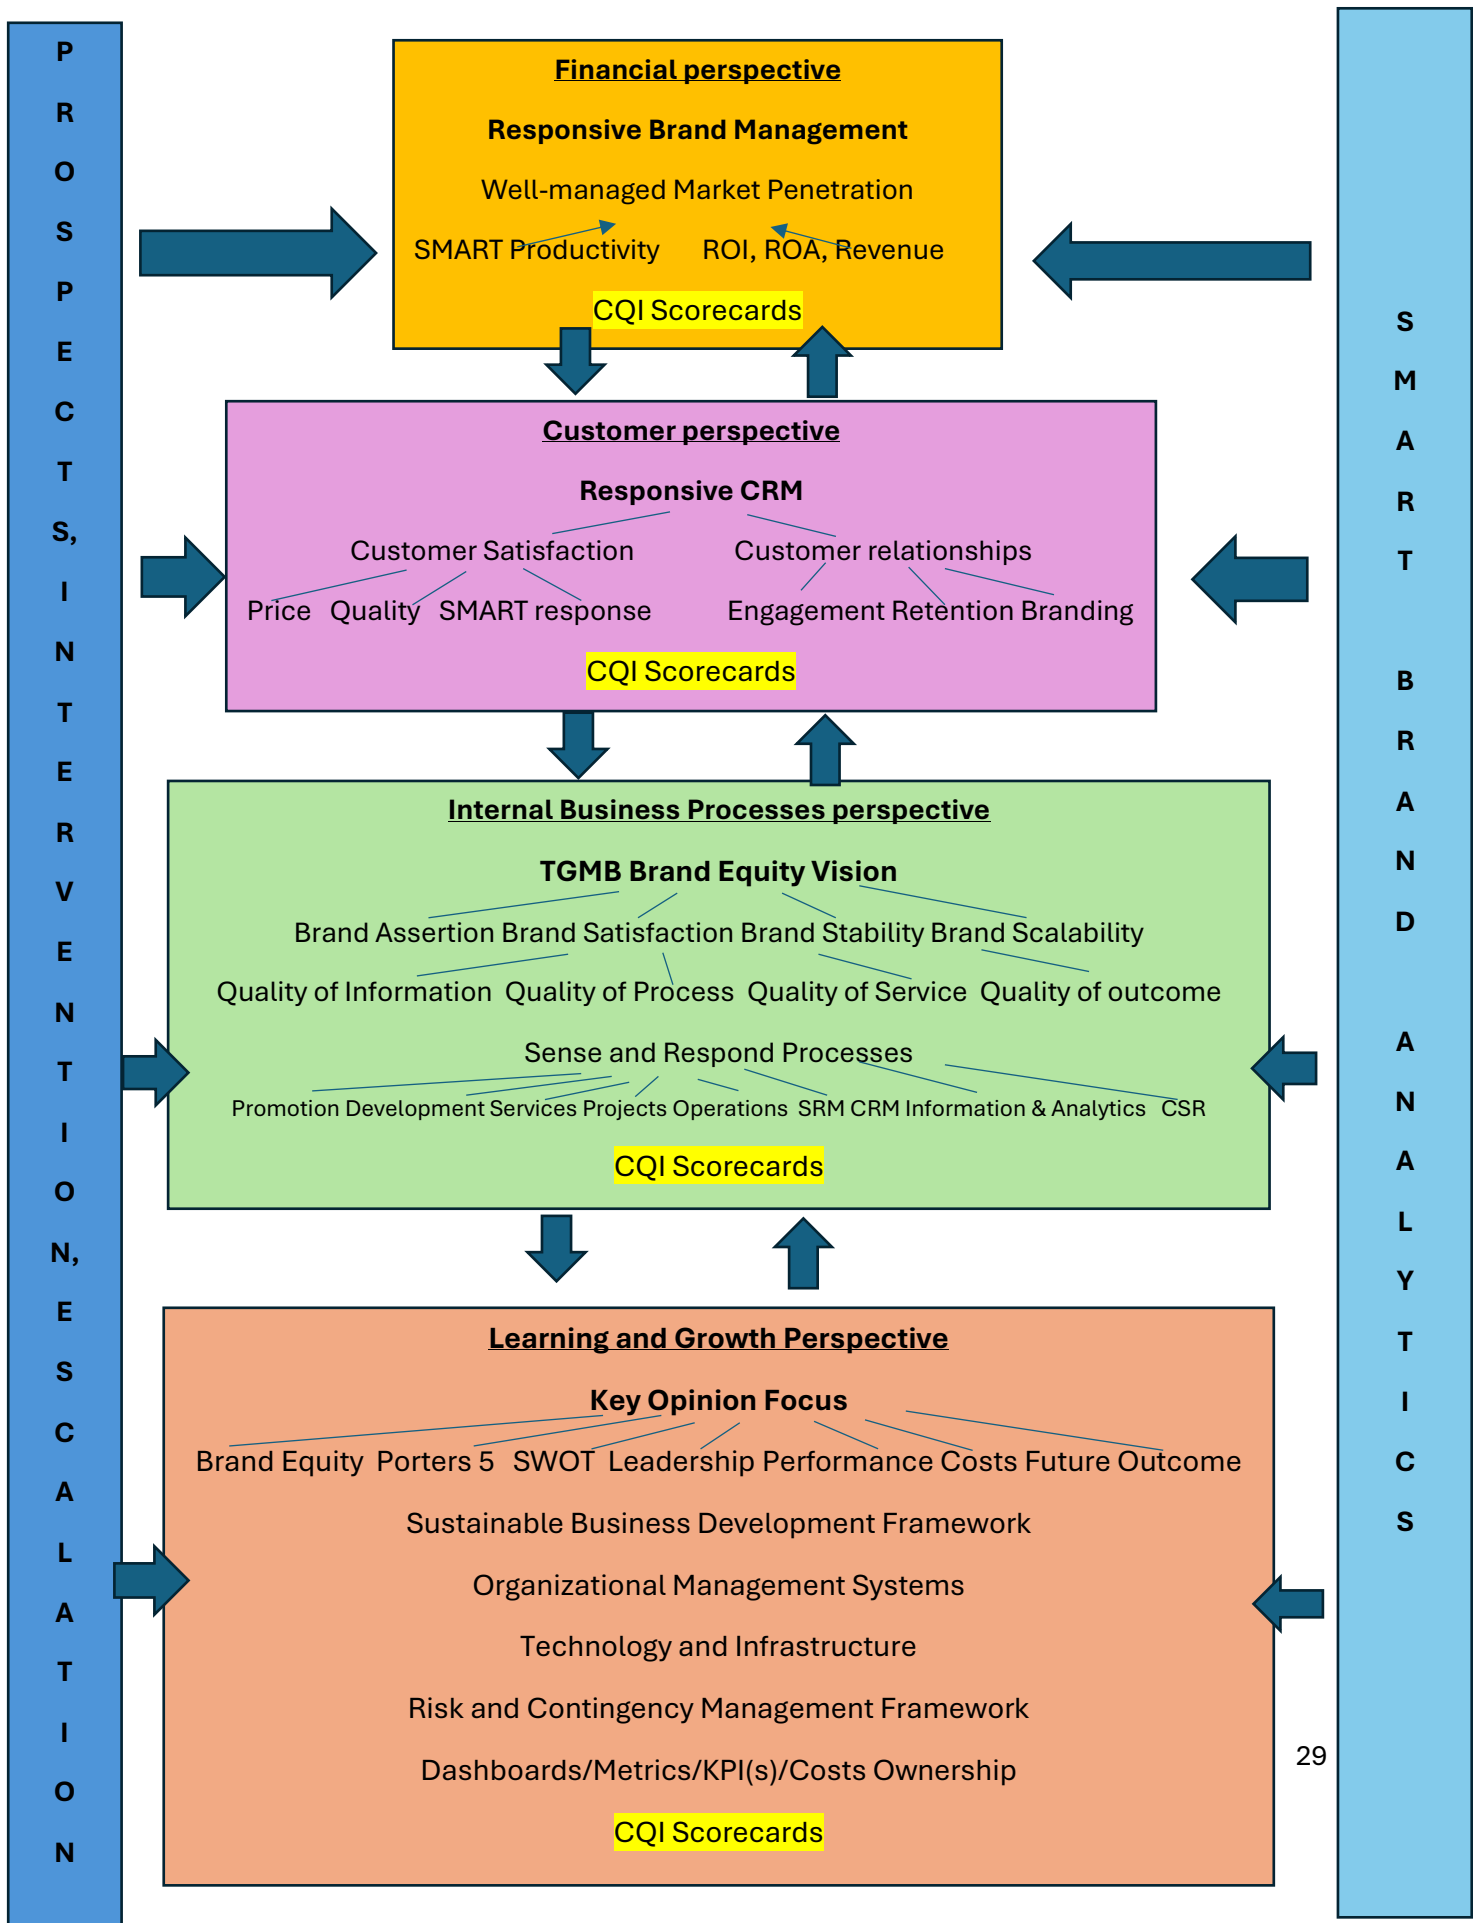 PROSPECTS, INTERVENTION, ESCALATION
Financial perspective
Responsive Brand Management
Well-managed Market Penetration
SMART Productivity ROI, ROA, Revenue
CQI Scorecards
Customer perspective
Responsive CRM
Customer Satisfaction Customer relationships
Price Quality SMART response Engagement Retention Branding
CQI Scorecards
Internal Business Processes perspective
TGMB Brand Equity Vision
Brand Assertion Brand Satisfaction Brand Stability Brand Scalability
Quality of Information Quality of Process Quality of Service Quality of outcome
Sense and Respond Processes
Promotion Development Services Projects Operations SRM CRM Information & Analytics CSR
CQI Scorecards
Learning and Growth Perspective
Key Opinion Focus
Brand Equity Porters 5 SWOT Leadership Performance Costs Future Outcome
Sustainable Business Development Framework
Organizational Management Systems
Technology and Infrastructure
Risk and Contingency Management Framework
Dashboards/Metrics/KPI(s)/Costs Ownership
CQI Scorecards
SMART BRAND ANALYTICS
29